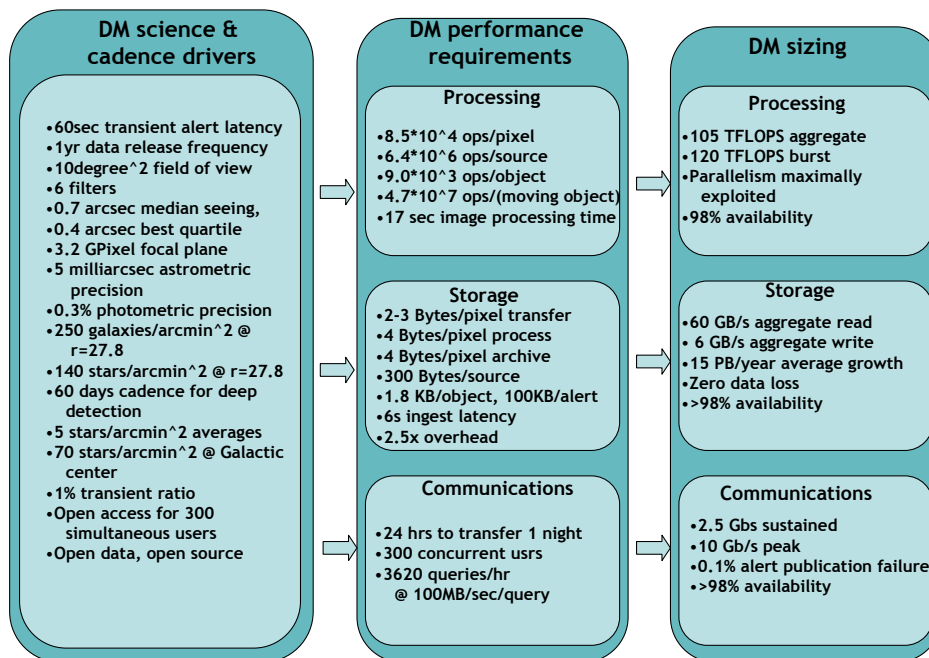 DM science &
cadence drivers
•60sec transient alert latency
•1yr data release frequency
•10degree^2 field of view
•6 filters
•0.7 arcsec median seeing,
•0.4 arcsec best quartile
•3.2 GPixel focal plane
•5 milliarcsec astrometric
precision
•0.3% photometric precision
•250 galaxies/arcmin^2 @
r=27.8
•140 stars/arcmin^2 @ r=27.8
•60 days cadence for deep
detection
•5 stars/arcmin^2 averages
•70 stars/arcmin^2 @ Galactic
center
•1% transient ratio
•Open access for 300
simultaneous users
•Open data, open source
DM performance
requirements
Processing
•8.5*10^4 ops/pixel
•6.4*10^6 ops/source
•9.0*10^3 ops/object
•4.7*10^7 ops/(moving object)
•17 sec image processing time
Storage
•2-3 Bytes/pixel transfer
•4 Bytes/pixel process
•4 Bytes/pixel archive
•300 Bytes/source
•1.8 KB/object, 100KB/alert
•6s ingest latency
•2.5x overhead
Communications
•24 hrs to transfer 1 night
•300 concurrent usrs
•3620 queries/hr
@ 100MB/sec/query
DM sizing
Processing
•105 TFLOPS aggregate
•120 TFLOPS burst
•Parallelism maximally
exploited
•98% availability
Storage
•60 GB/s aggregate read
• 6 GB/s aggregate write
•15 PB/year average growth
•Zero data loss
•>98% availability
Communications
•2.5 Gbs sustained
•10 Gb/s peak
•0.1% alert publication failure
•>98% availability